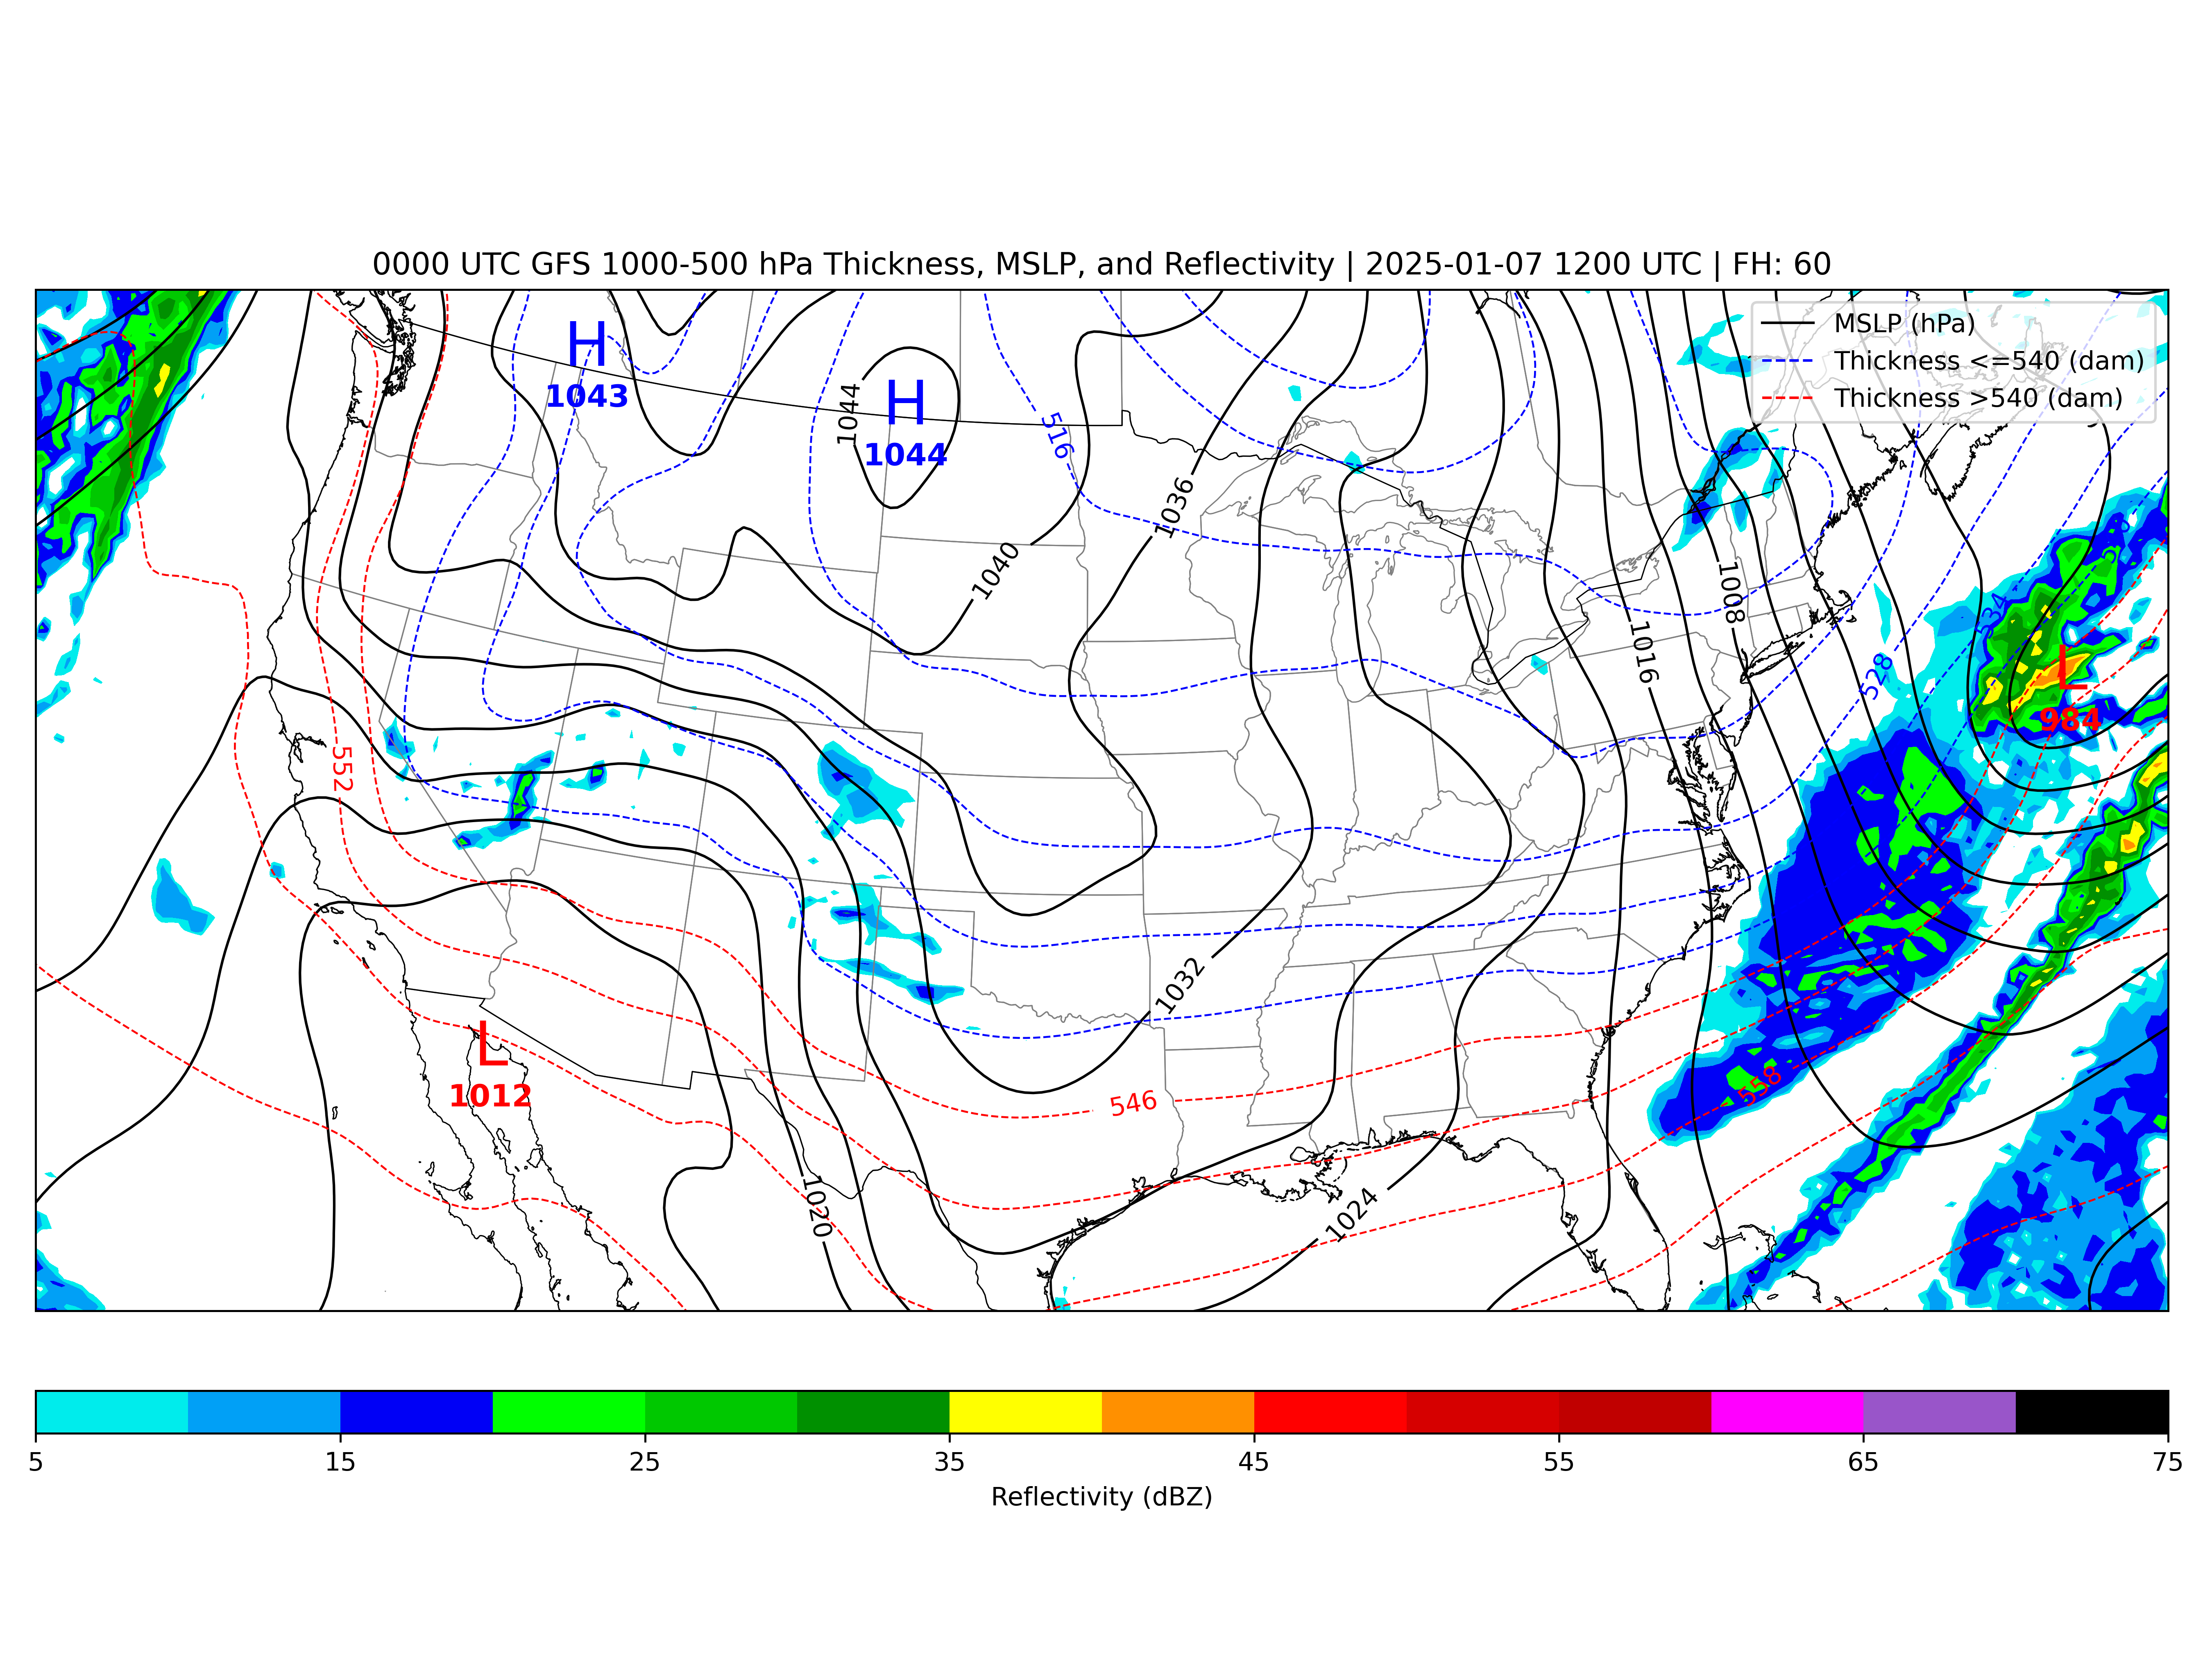 0000 UTC GFS 1000-500 hPa Thickness, MSLP, and Reflectivity | 2025-01-07 1200 UTC | FH: 60
MSLP (hPa)
Thickness <=540 (dam)
Thickness >540 (dam)
H
1043
H
1044
1044
516
1036
1040
1008
1016
534
528
L
984
552
1032
L
1012
546
558
1020
1024
5 15 25 35 45 55 65 75
Reflectivity (dBZ)